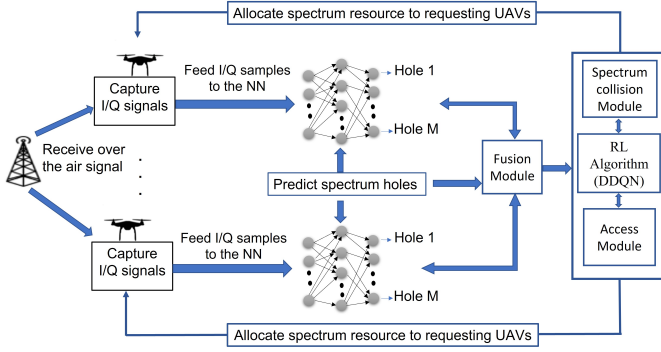 Allocate spectrum resource to requesting UAVs
Capture
I/Q signals
Feed I/Q samples
to the NN
Hole 1
Hole M
Spectrum
collision
Module
Receive over
the air signal
Predict spectrum holes
Fusion
Module
RL
Algorithm
(DDQN)
Access
Module
Capture
I/Q signals
Feed I/Q samples
to the NN
Hole 1
Hole M
Allocate spectrum resource to requesting UAVs